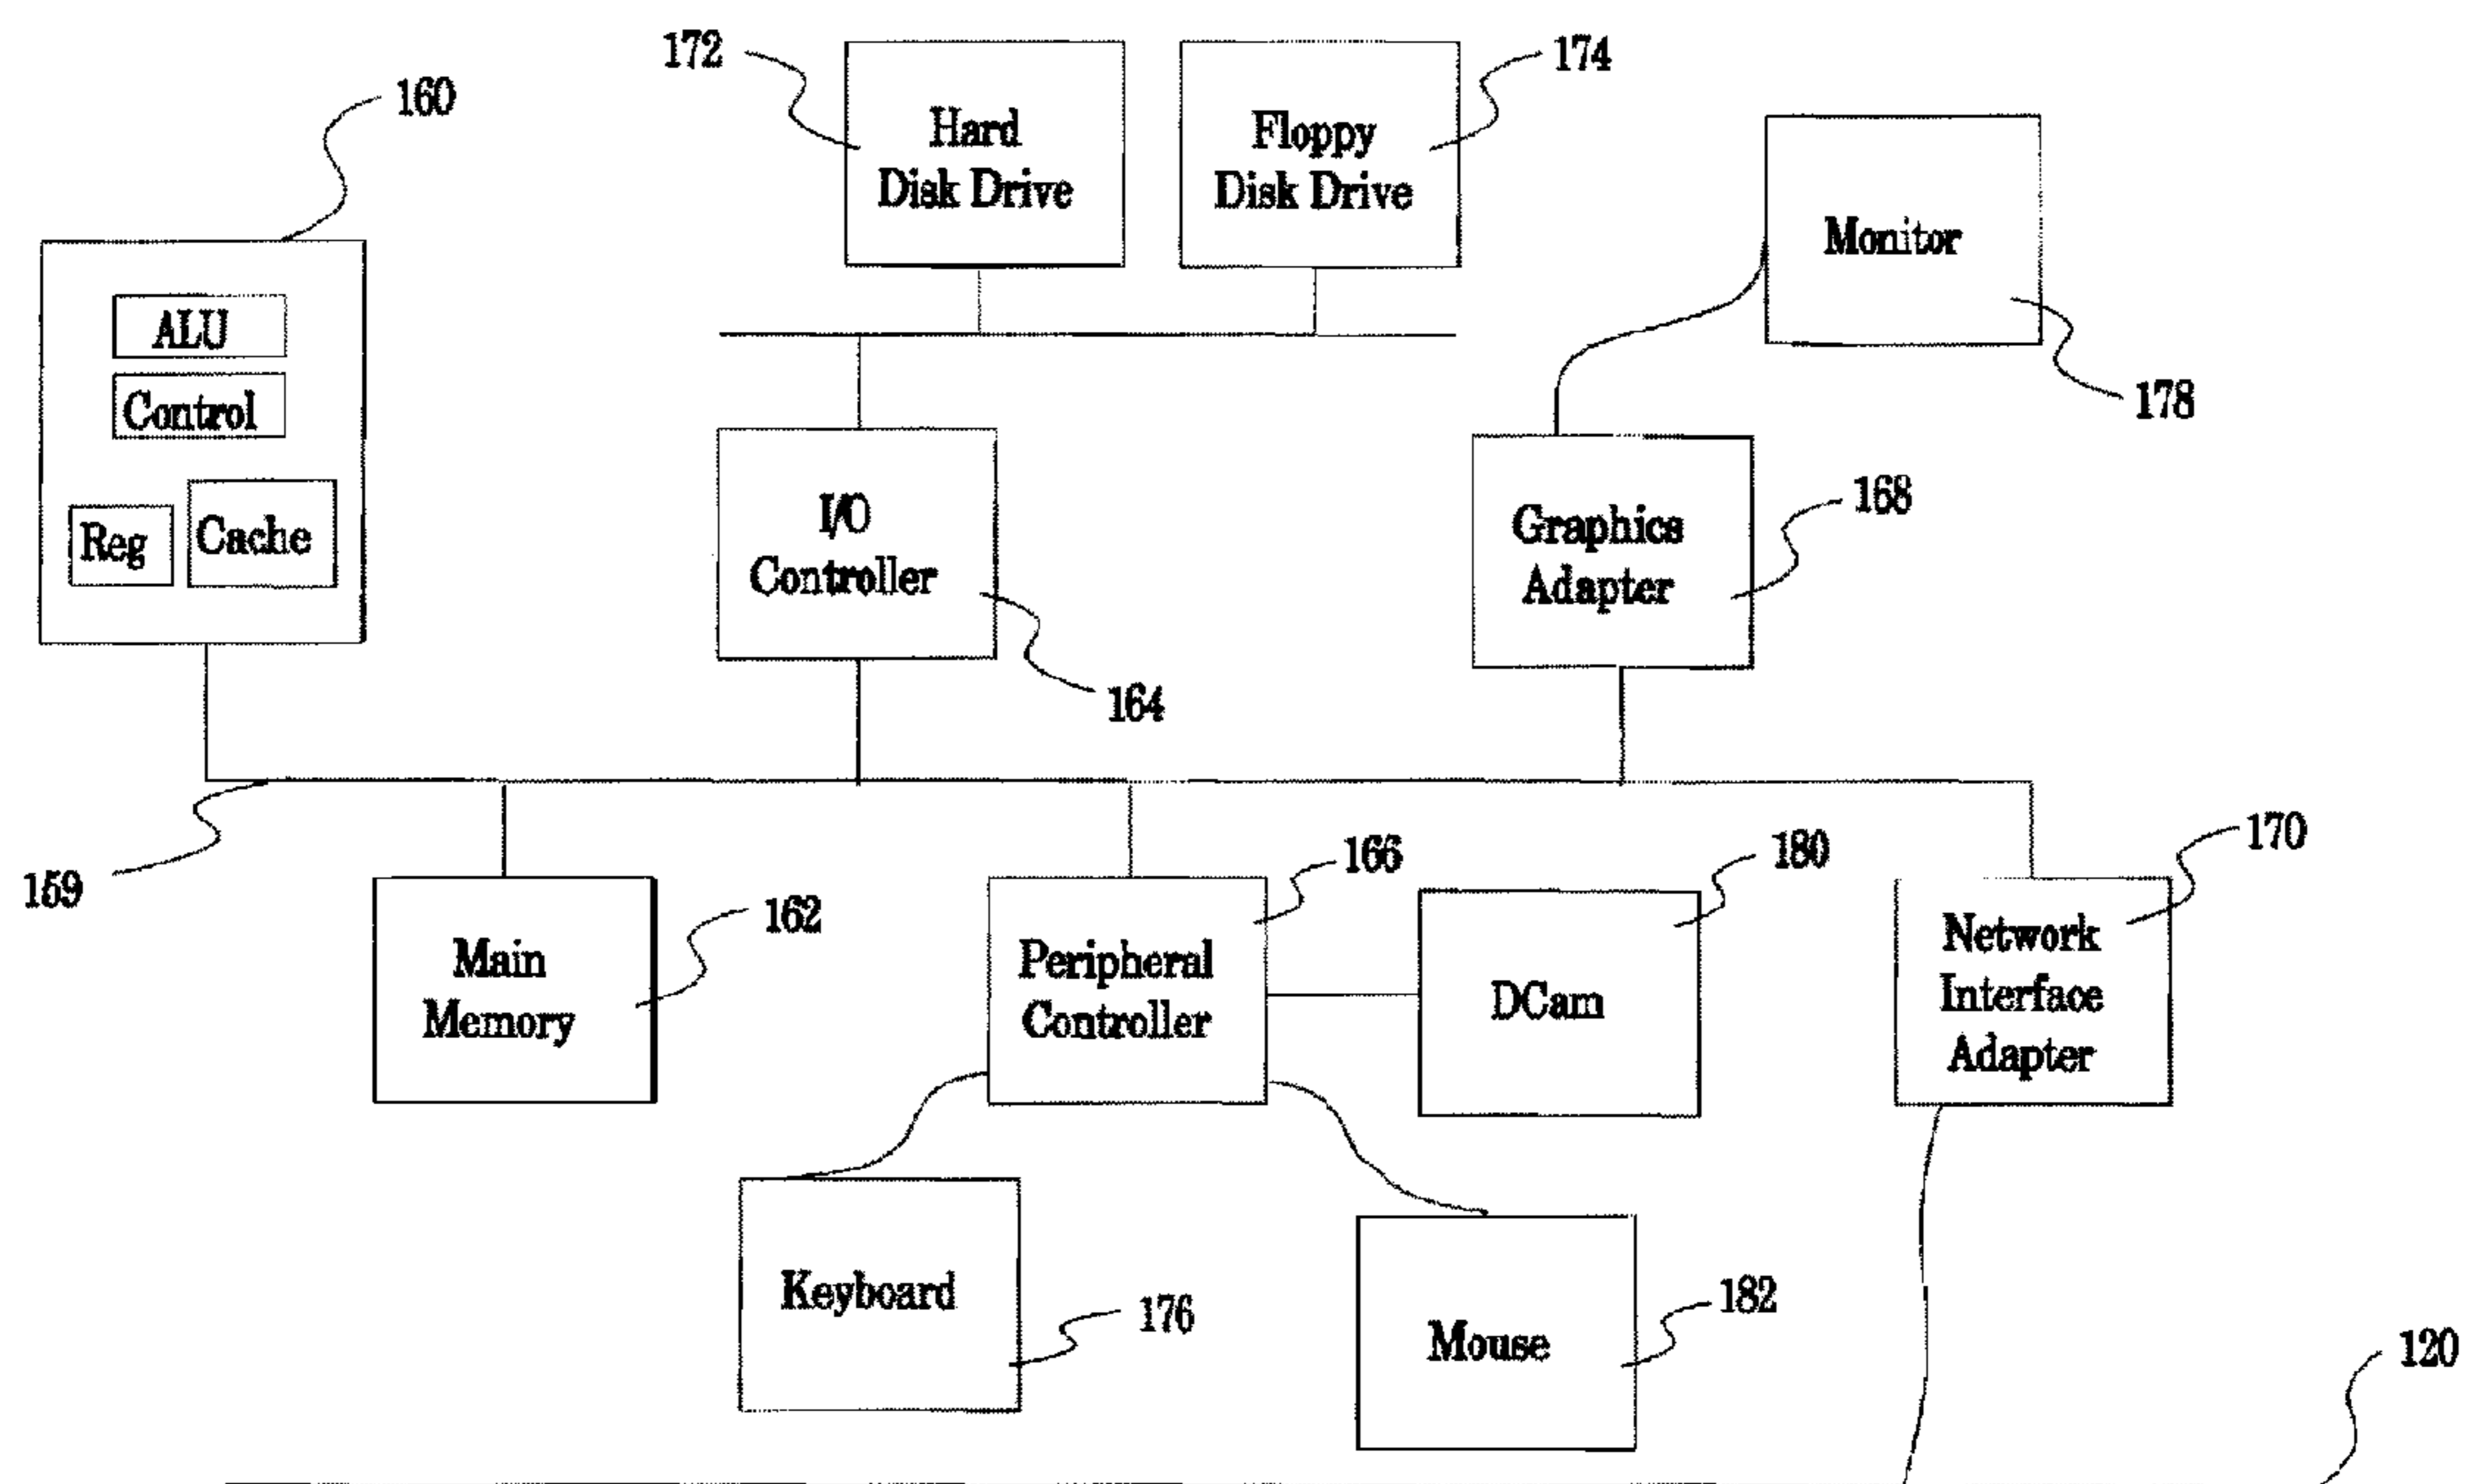 172
174
160
Hard
Disk Drive
Floppy
Disk Drive
Monitor
178
ALU
Control
Reg
Cache
I/O
Controller
164
Graphics
Adapter
168
159
Main
Memory
162
Peripheral
Controller
166
DCam
180
Network
Interface
Adapter
170
Keyboard
176
Mouse
182
120